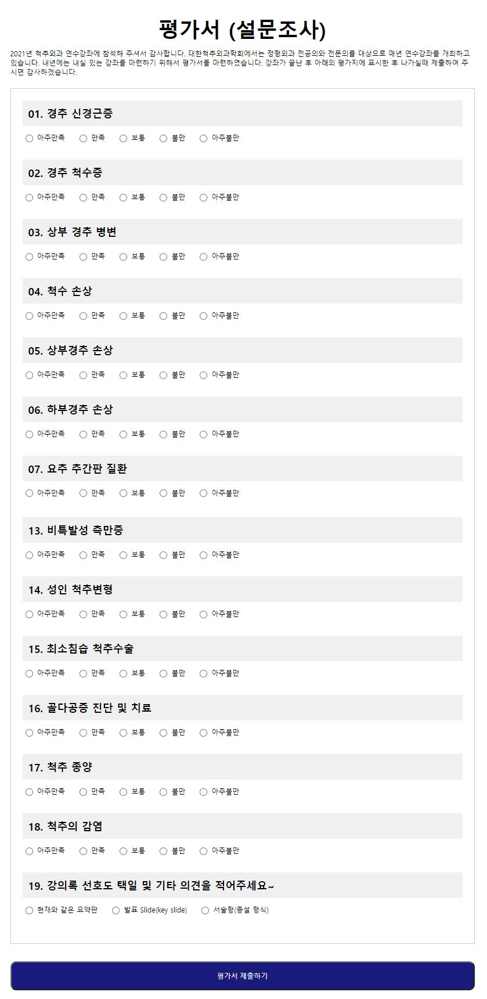 평가서 (설문조사)
2021년 척추외과 연수강좌에 참석해 주셔서 감사합니다. 대한척추외과학회에서는 정형외과 전공의와 전문의를 대상으로 매년 연수강좌를 개최하고
있습니다. 내년에는 내실 있는 강좌를 마련하기 위해서 평가서를 마련하였습니다. 강좌가 끝난 후 아래의 평가지에 표시한 후 나가실때 제출하여 주
시면 감사하겠습니다.
01. 경추 신경근증
아주만족 만족 보통 불만 아주불만
02. 경추 척수증
아주만족 만족 보통 불만 아주불만
03. 상부 경추 병변
아주만족 만족 보통 불만 아주불만
04. 척수 손상
아주만족 만족 보통 불만 아주불만
05. 상부경추 손상
아주만족 만족 보통 불만 아주불만
06. 하부경추 손상
아주만족 만족 보통 불만 아주불만
07. 요추 추간판 질환
아주만족 만족 보통 불만 아주불만
13. 비특발성 측만증
아주만족 만족 보통 불만 아주불만
14. 성인 척추변형
아주만족 만족 보통 불만 아주불만
15. 최소침습 척추수술
아주만족 만족 보통 불만 아주불만
16. 골다공증 진단 및 치료
아주만족 만족 보통 불만 아주불만
17. 척추 종양
아주만족 만족 보통 불만 아주불만
18. 척추의 감염
아주만족 만족 보통 불만 아주불만
19. 강의록 선호도 택일 및 기타 의견을 적어주세요~
현재와 같은 요약판 발표 Slide(key slide) 서술형(종설 형식)
평가서 제출하기